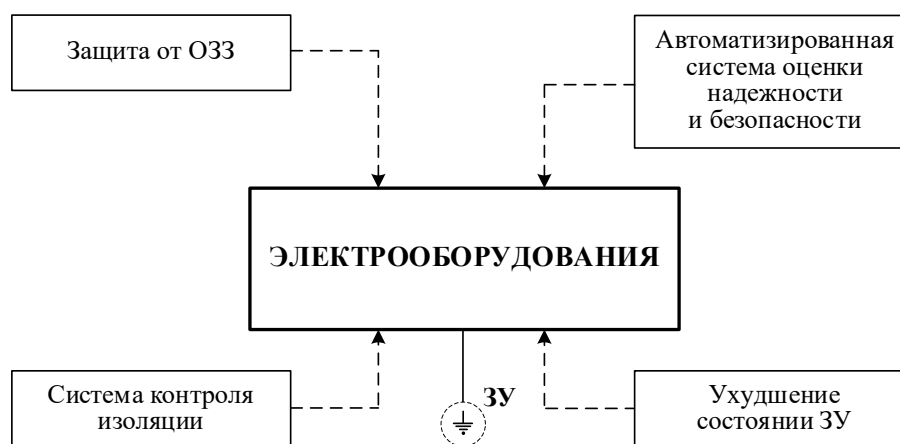 Защита от ОЗЗ
Автоматизированная
система оценки
надежности
и безопасности
ЭЛЕКТРООБОРУДОВАНИЯ
Система контроля
изоляции
ЗУ
Ухудшение
состоянии ЗУ